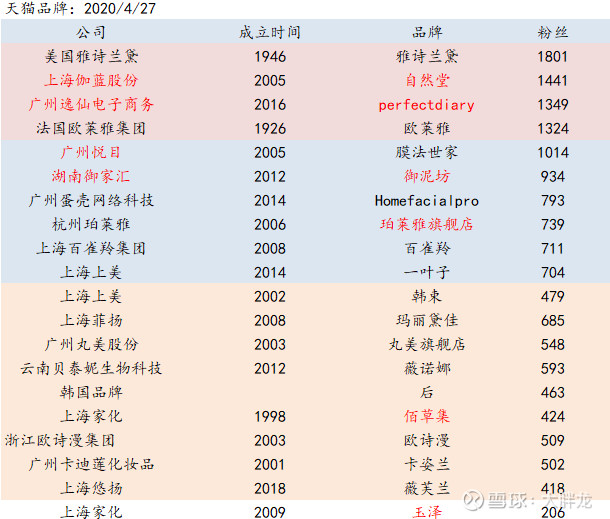 天猫品牌：2020/4/27
公司 成立时间 品牌 粉丝
美国雅诗兰黛 1946 雅诗兰黛 1801
上海伽蓝股份 2005 自然堂 1441
广州逸仙电子商务 2016 perfectdiary 1349
法国欧莱雅集团 1926 欧莱雅 1324
广州悦目 2005 膜法世家 1014
湖南御家汇 2012 御泥坊 934
广州蛋壳网络科技 2014 Homefacialpro 793
杭州珀莱雅 2006 珀莱雅旗舰店 739
上海百雀羚集团 2008 百雀羚 711
上海上美 2014 一叶子 704
上海上美 2002 韩束 479
上海菲扬 2008 玛丽黛佳 685
广州丸美股份 2003 丸美旗舰店 548
云南贝泰妮生物科技 2012 薇诺娜 593
韩国品牌 后 463
上海家化 1998 佰草集 424
浙江欧诗漫集团 2003 欧诗漫 509
广州卡迪莲化妆品 2001 卡姿兰 502
上海悠扬 2018 薇芙兰 418
上海家化 2009 玉泽 206
雪球：大胖龙